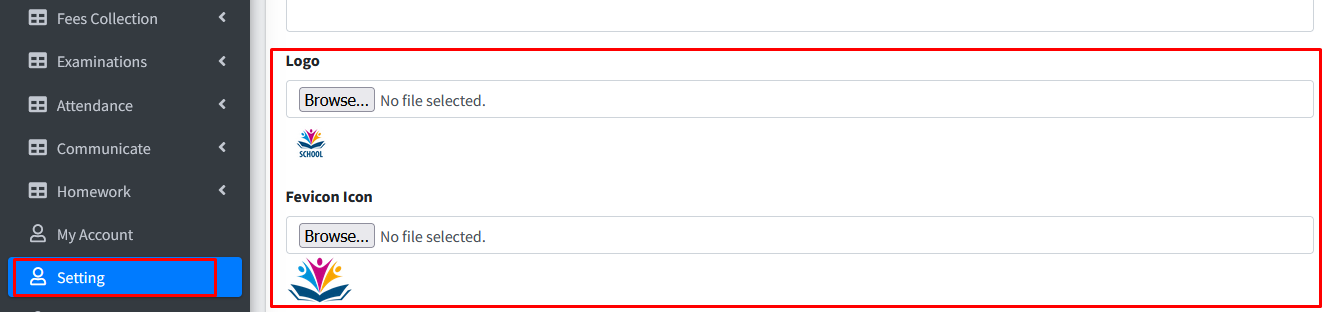 Fees Collection
Examinations
Attendance
Communicate
Homework
My Account
Setting
Logo
Browse... No file selected.
SCHOOL
Fevicon Icon
Browse... No file selected.